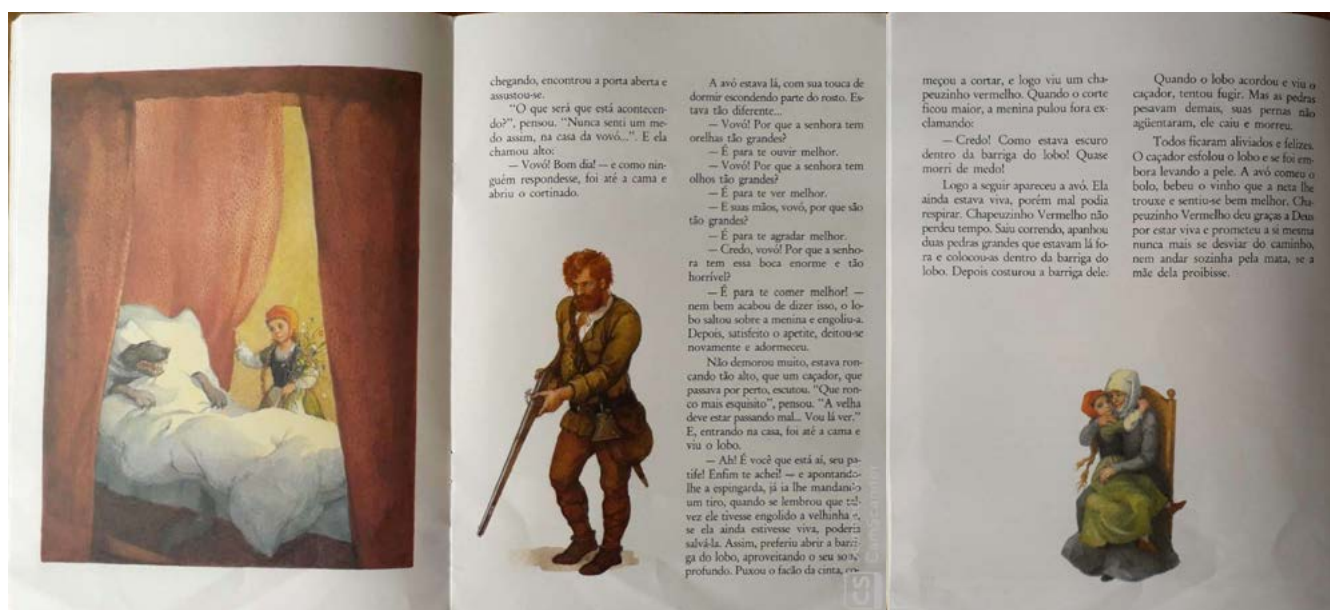 chegando, encontrou a porta aberta e
assustou-se.
"O que será que está acontecen-
do?", pensou. "Nunca senti um me-
do assim, na casa da vovó...". E ela
chamou alto:
— Vovó! Bom dia! — e como nin-
guém respondesse, foi até a cama e
abriu o cortinado.
A avó estava lá, com sua touca de
dormir escondendo parte do rosto. Es-
tava tão diferente...
— Vovó! Por que a senhora tem
orelhas tão grandes?
— É para te ouvir melhor.
— Vovó! Por que a senhora tem
olhos tão grandes?
— É para te ver melhor.
— E suas mãos, vovó, por que são
tão grandes?
— É para te agradar melhor.
— Credo, vovó! Por que a senho-
ra tem essa boca enorme e tão
horrível?
— É para te comer melhor! —
nem bem acabou de dizer isso, o lo-
bo saltou sobre a menina e engoliu-a.
Depois, satisfeito o apetite, deitou-se
novamente e adormeceu.
Não demorou muito, estava ron-
cando tão alto, que um caçador, que
passava por perto, escutou. "Que ron-
co mais esquisito", pensou. "A velha
deve estar passando mal... Vou lá ver."
E, entrando na casa, foi até a cama e
viu o lobo.
— Ah! É você que está aí, seu pa-
tife! Enfim te achei! — e apontando-
lhe a espingarda, já ia lhe mandando
um tiro, quando se lembrou que tal-
vez ele tivesse engolido a velhinha e,
se ela ainda estivesse viva, poderia
salvá-la. Assim, preferiu abrir a barri-
ga do lobo, aproveitando o seu sono
profundo. Puxou o facão da cinta, co-
CS CamScanner
meçou a cortar, e logo viu um cha-
peuzinho vermelho. Quando o corte
ficou maior, a menina pulou fora ex-
clamando:
— Credo! Como estava escuro
dentro da barriga do lobo! Quase
morri de medo!
Logo a seguir apareceu a avó. Ela
ainda estava viva, porém mal podia
respirar. Chapeuzinho Vermelho não
perdeu tempo. Saiu correndo, apanhou
duas pedras grandes que estavam lá fo-
ra e colocou-as dentro da barriga do
lobo. Depois costurou a barriga dele.
Quando o lobo acordou e viu o
caçador, tentou fugir. Mas as pedras
pesavam demais, suas pernas não
agüentaram, ele caiu e morreu.
Todos ficaram aliviados e felizes.
O caçador esfolou o lobo e se foi em-
bora levando a pele. A avó comeu o
bolo, bebeu o vinho que a neta lhe
trouxe e sentiu-se bem melhor. Cha-
peuzinho Vermelho deu graças a Deus
por estar viva e prometeu a si mesma
nunca mais se desviar do caminho,
nem andar sozinha pela mata, se a
mãe dela proibisse.